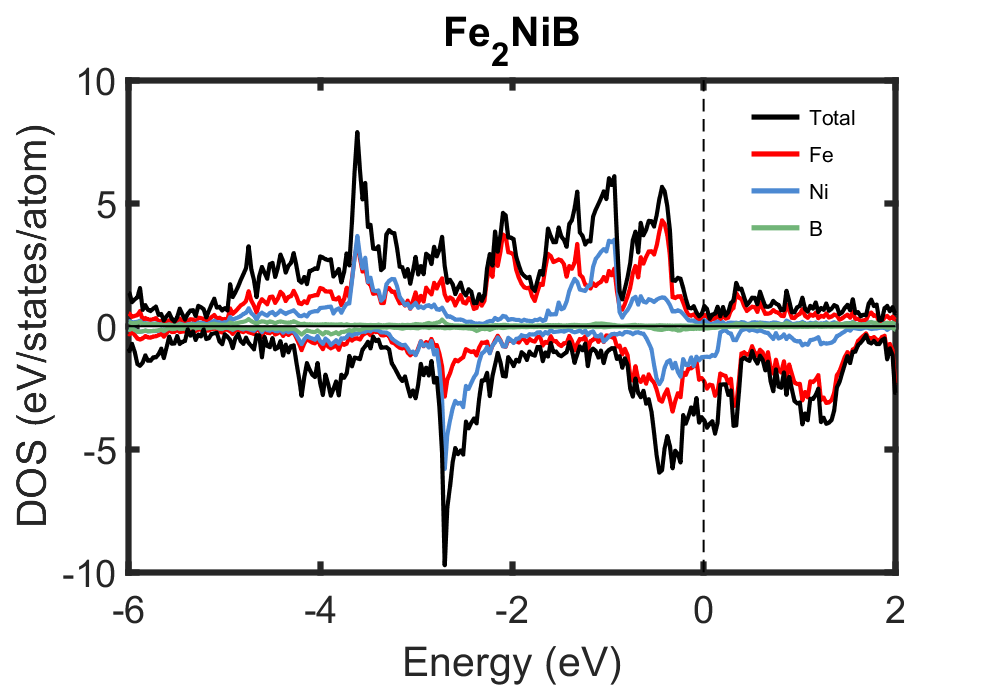 Fe2NiB
10
5
0
-5
-10
DOS (eV/states/atom)
Total
Fe
Ni
B
-6 -4 -2 0 2
Energy (eV)